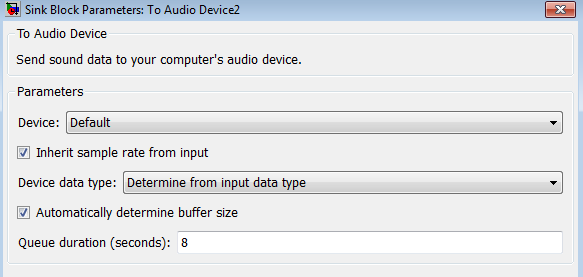 Sink Block Parameters: To Audio Device2
To Audio Device
Send sound data to your computer's audio device.
Parameters
Device: Default
Inherit sample rate from input
Device data type: Determine from input data type
Automatically determine buffer size
Queue duration (seconds): 8